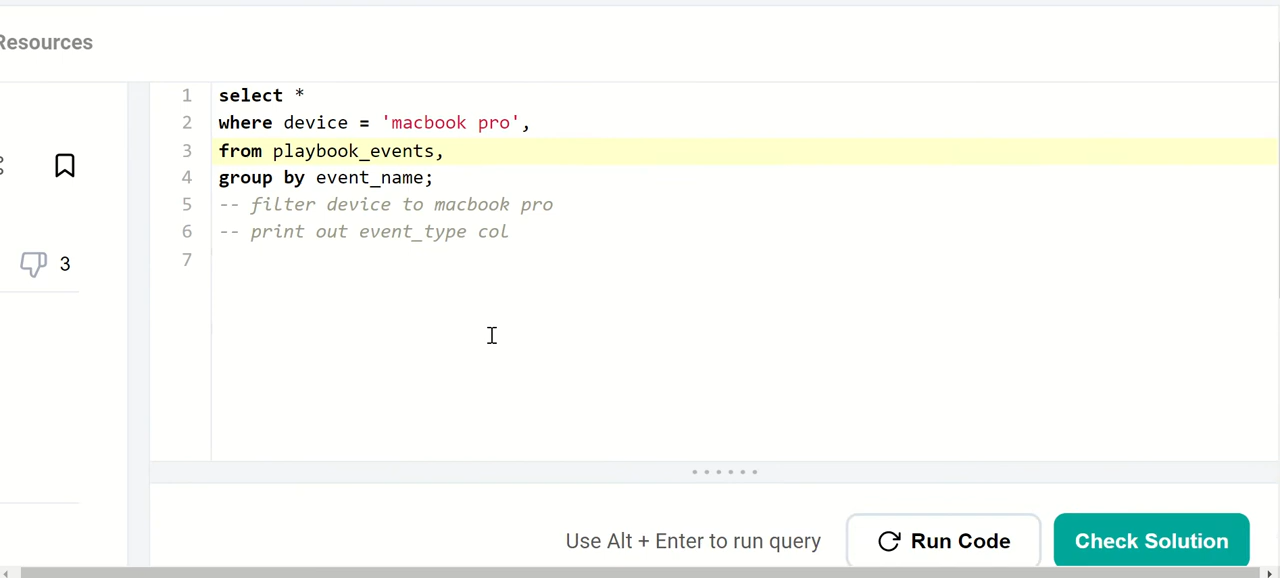 Resources
1 select *
2 where device = 'macbook pro',
3 from playbook_events,
4 group by event_name;
5 -- filter device to macbook pro
6 -- print out event_type col
7
3
Use Alt + Enter to run query
Run Code
Check Solution